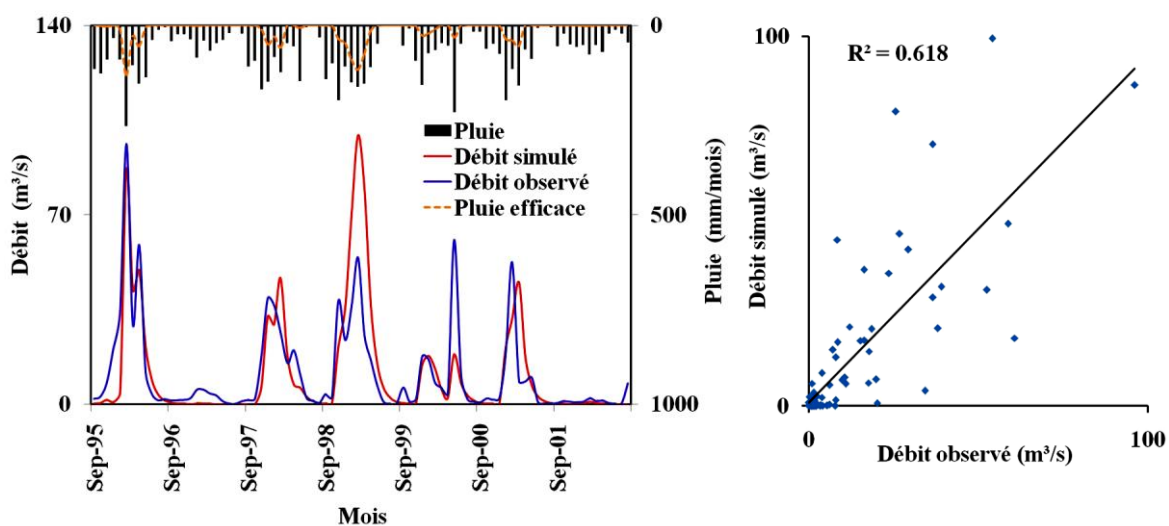 140
70
0
Débit (m³/s)
0
500
1000
Pluie (mm/mois)
Pluie
Débit simulé
Débit observé
Pluie efficace
Sep-95
Sep-96
Sep-97
Sep-98
Sep-99
Sep-00
Sep-01
Mois
100
0
Débit simulé (m³/s)
R² = 0.618
0
100
Débit observé (m³/s)